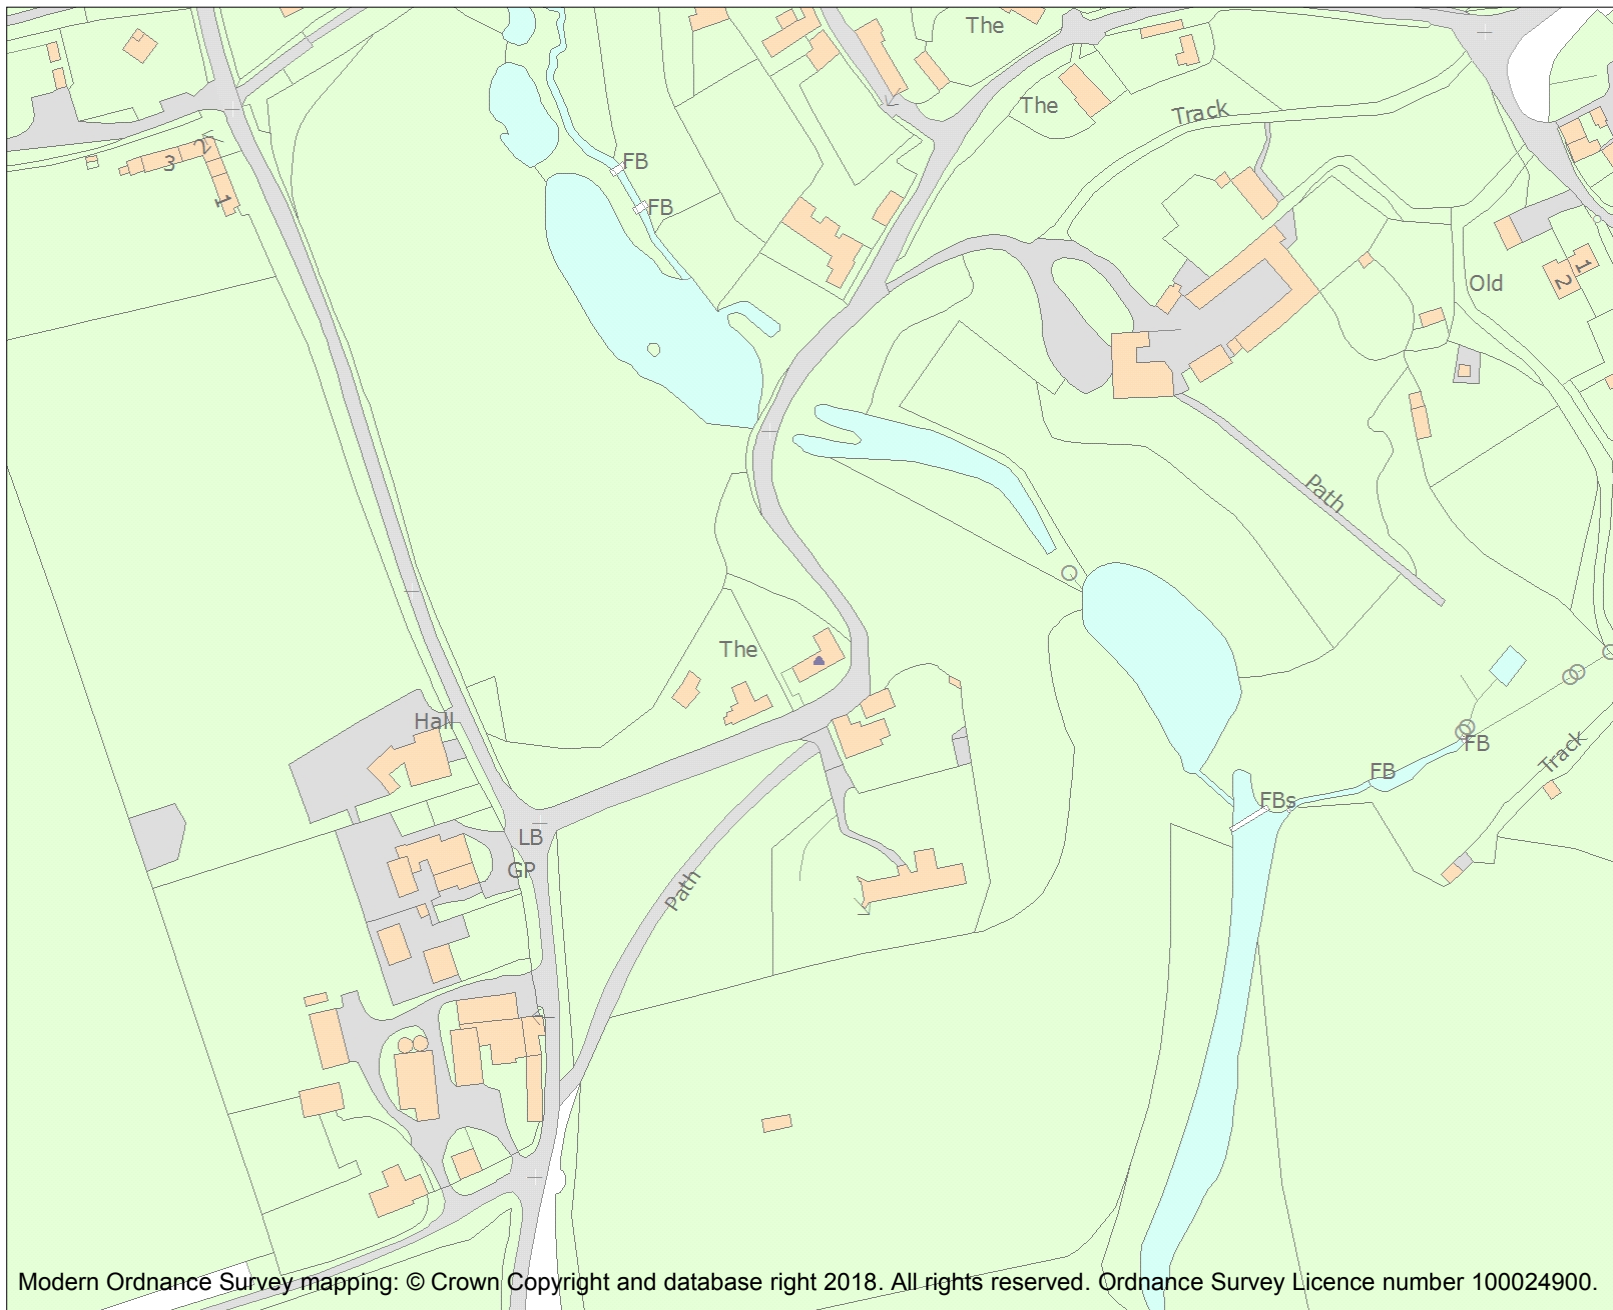 The
The
Track
FB
3
2
1
FB
Old
1
2
Path
The
Hall
FB
Track
FB
FBs
LB
GP
Path
Modern Ordnance Survey mapping: © Crown Copyright and database right 2018. All rights reserved. Ordnance Survey Licence number 100024900.